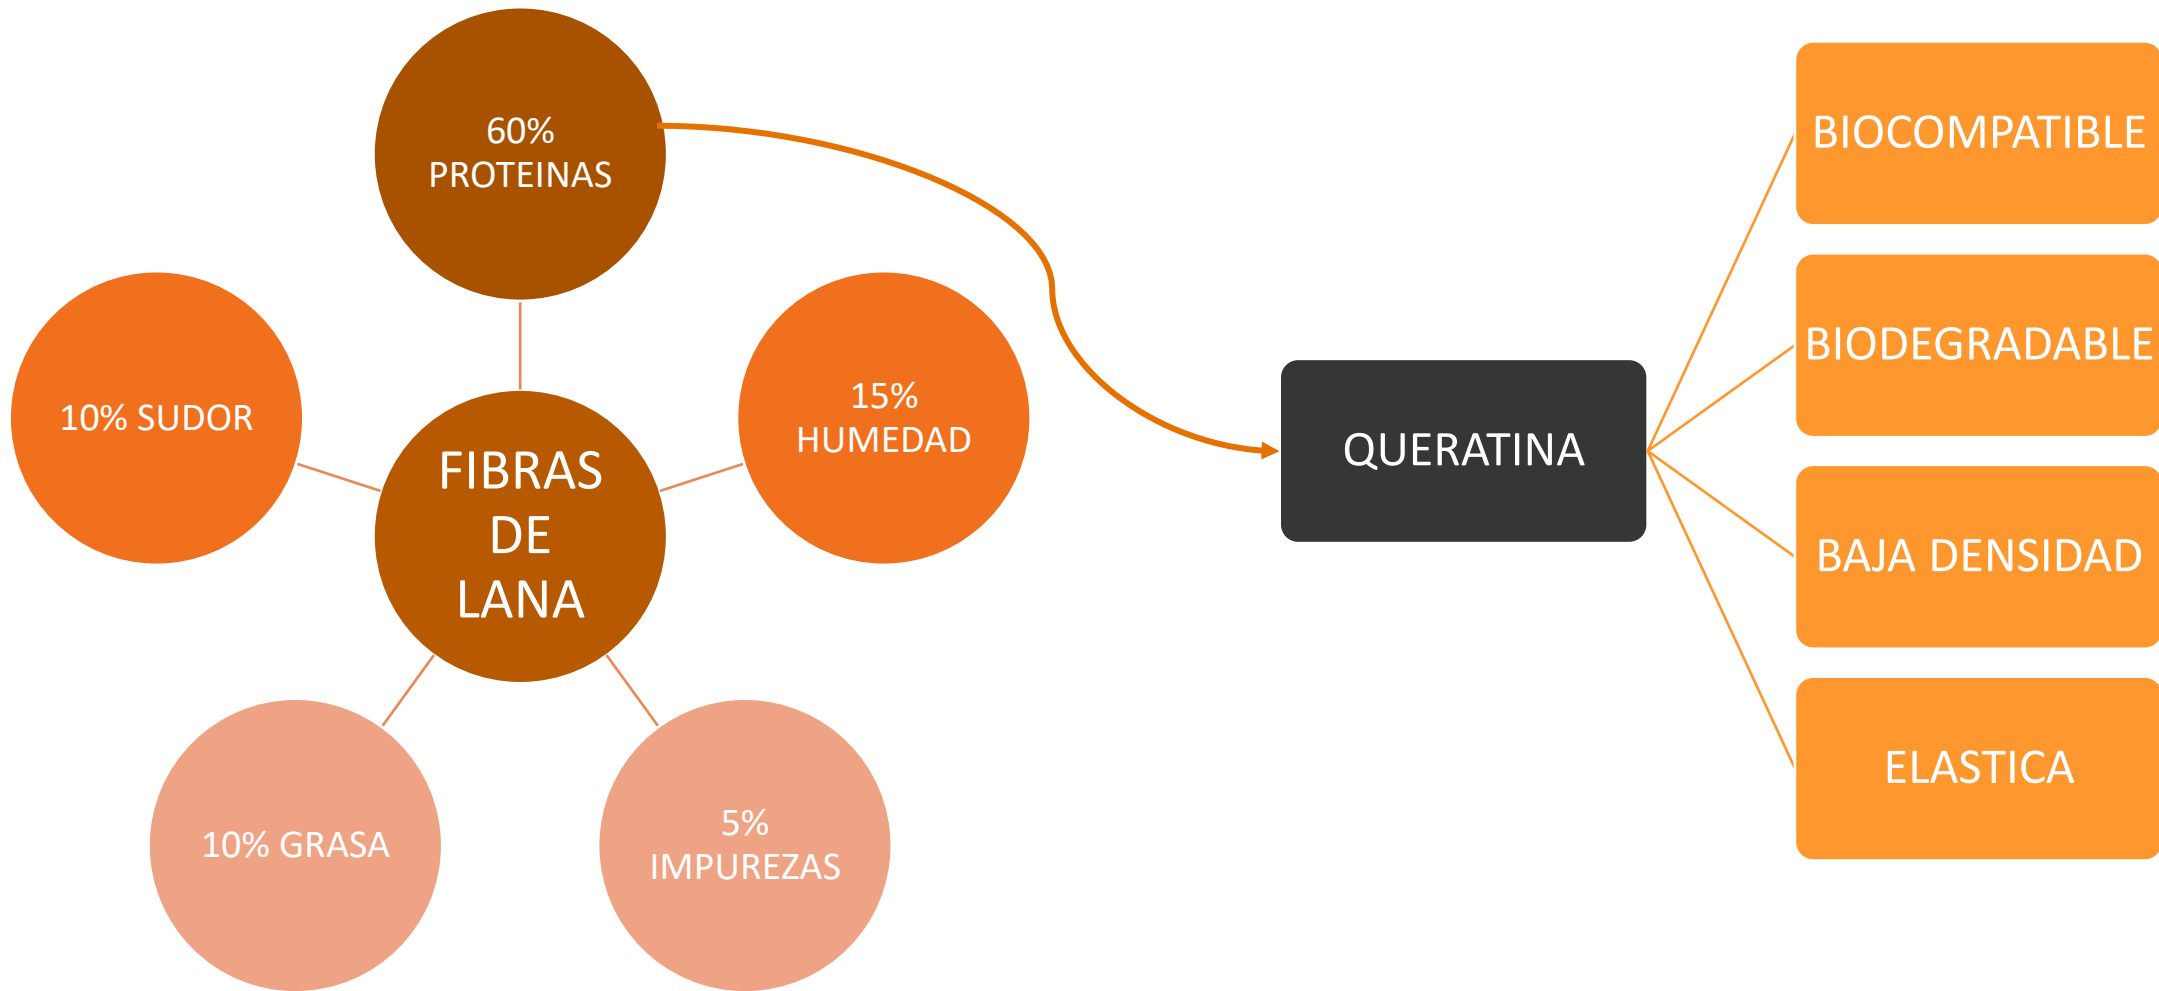 60%
PROTEINAS
10% SUDOR
FIBRAS
DE
LANA
15%
HUMEDAD
10% GRASA
5%
IMPUREZAS
QUERATINA
BIOCOMPATIBLE
BIODEGRADABLE
BAJA DENSIDAD
ELASTICA